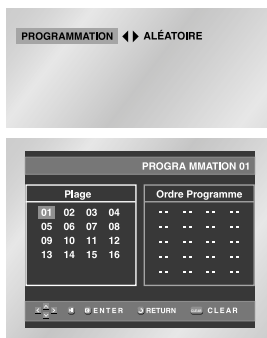 PROGRAMMATION ALÉATOIRE
PROGRA MMATION 01
Plage Ordre Programme
01 02 03 04 -- -- -- --
05 06 07 08 -- -- -- --
09 10 11 12 -- -- -- --
13 14 15 16 -- -- -- --
-- -- -- --
ENTER RETURN CLEAR